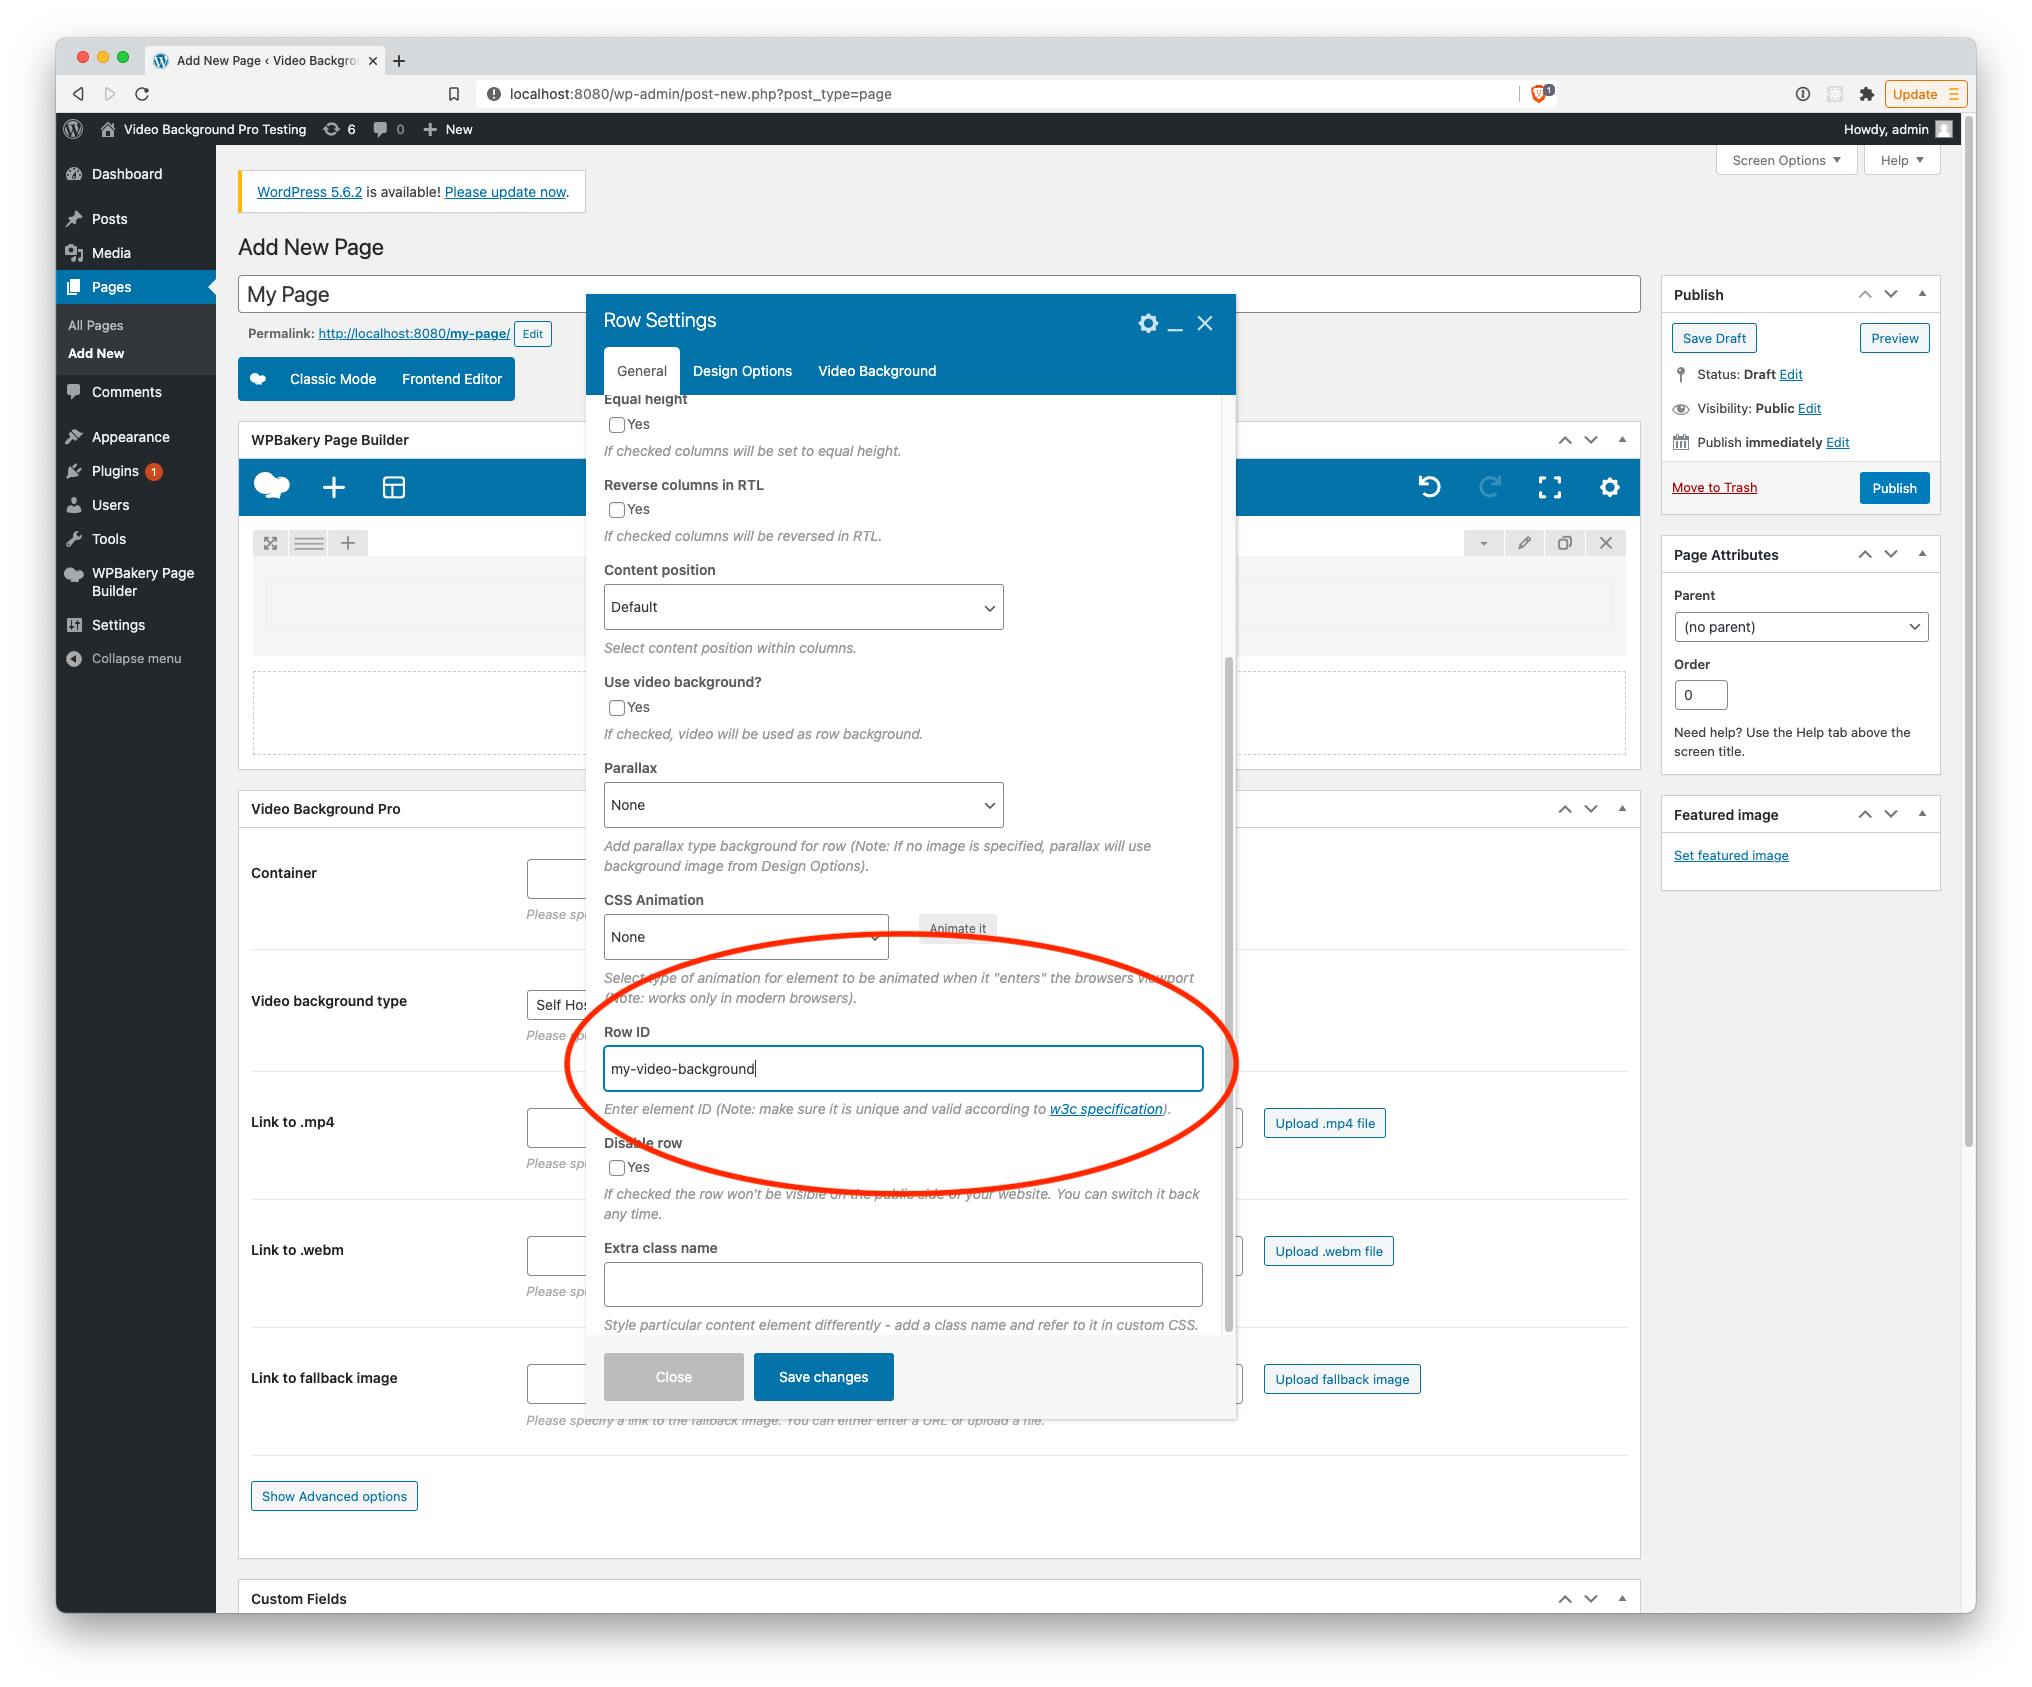 Add New Page ‹ Video Backgro
localhost:8080/wp-admin/post-new.php?post_type=page
1
Update
Video Background Pro Testing
6
0
New
Howdy, admin
Screen Options
Help
Dashboard
Posts
Media
Pages
All Pages
Add New
Comments
Appearance
Plugins 1
Users
Tools
WPBakery Page
Builder
Settings
Collapse menu
WordPress 5.6.2 is available! Please update now.
Add New Page
My Page
Permalink: http://localhost:8080/my-page/ Edit
Classic Mode
Frontend Editor
WPBakery Page Builder
Row Settings
General
Design Options
Video Background
Equal height
Yes
If checked columns will be set to equal height.
Reverse columns in RTL
Yes
If checked columns will be reversed in RTL.
Content position
Default
Select content position within columns.
Use video background?
Yes
If checked, video will be used as row background.
Parallax
None
Add parallax type background for row (Note: If no image is specified, parallax will use
background image from Design Options).
CSS Animation
None
Animate it
Select type of animation for element to be animated when it "enters" the browsers viewport
(Note: works only in modern browsers).
Row ID
my-video-background
Enter element ID (Note: make sure it is unique and valid according to w3c specification).
Disable row
Yes
If checked the row won't be visible on the public side of your website. You can switch it back
any time.
Extra class name
Style particular content element differently - add a class name and refer to it in custom CSS.
Close
Save changes
Video Background Pro
Container
Please sp
Video background type
Self Hos
Please sp
Link to .mp4
Please sp
Upload .mp4 file
Link to .webm
Please sp
Upload .webm file
Link to fallback image
Upload fallback image
Please specify a link to the fallback image. You can either enter a URL or upload a file.
Show Advanced options
Custom Fields
Publish
Save Draft
Preview
Status: Draft Edit
Visibility: Public Edit
Publish immediately Edit
Move to Trash
Publish
Page Attributes
Parent
(no parent)
Order
0
Need help? Use the Help tab above the
screen title.
Featured image
Set featured image